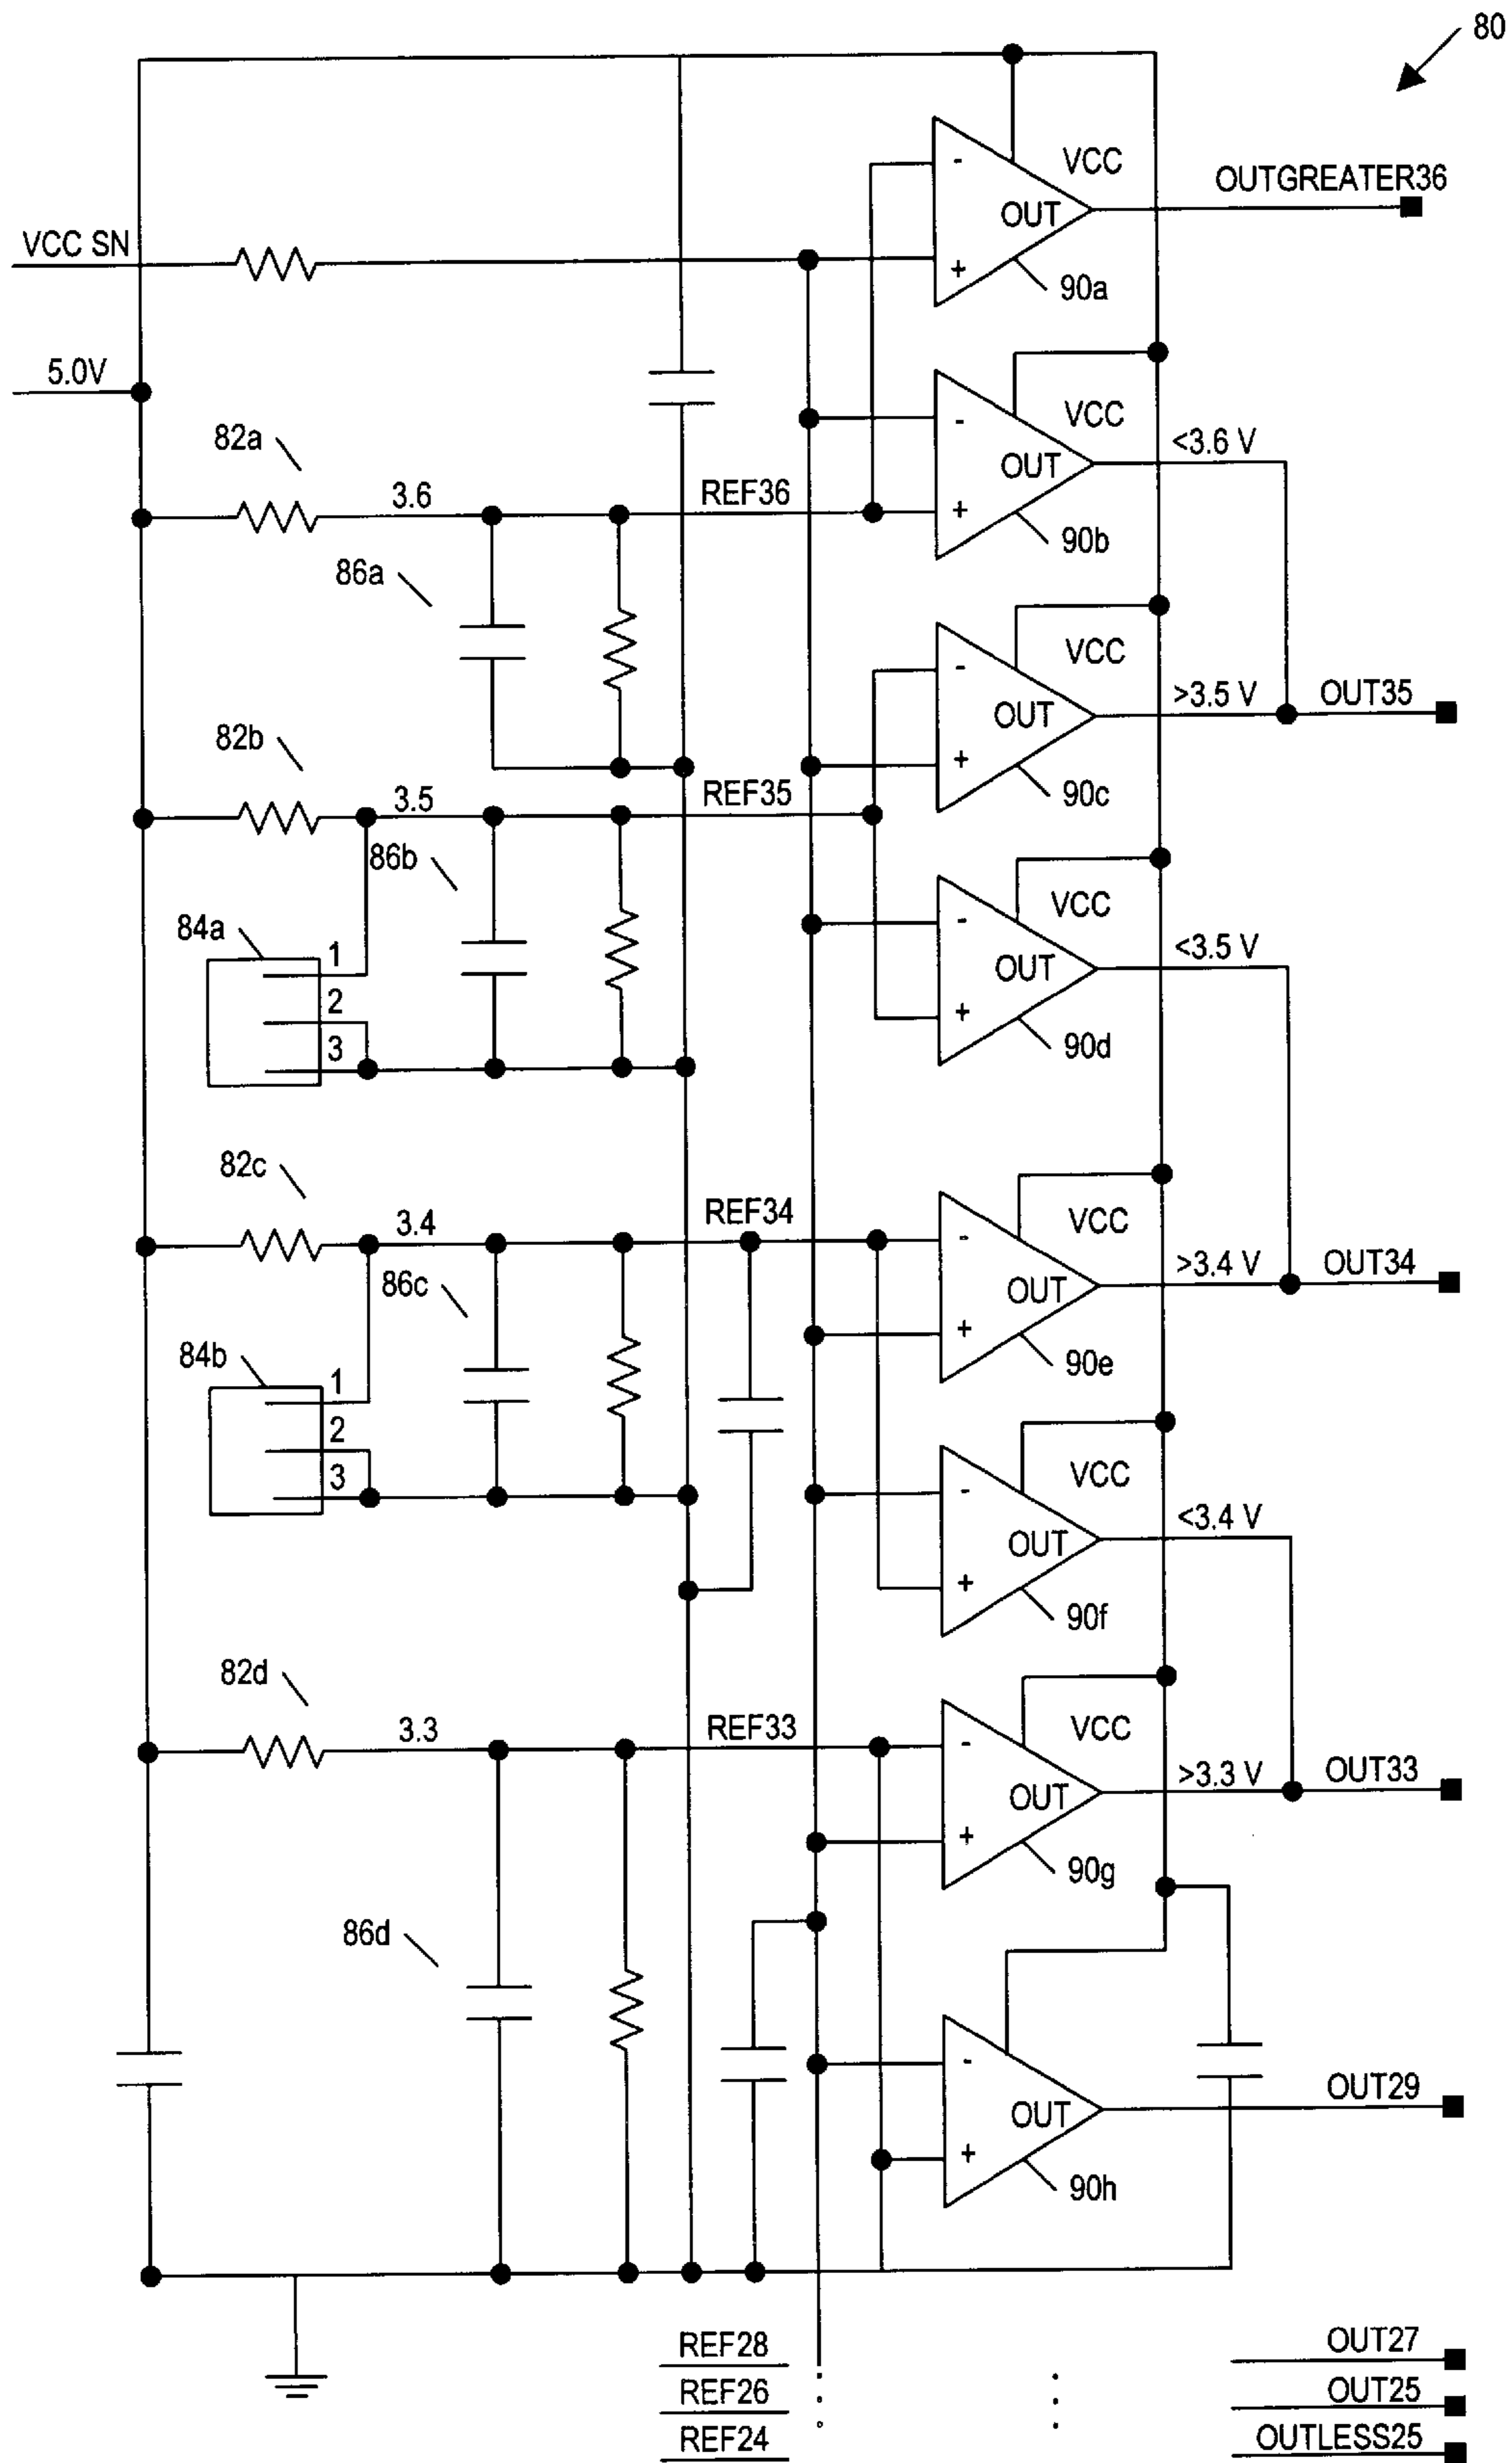 80
VCC
-
OUT
+
OUTGREATER36
90a
VCC SN
5.0V
VCC
-
OUT
+
<3.6 V
90b
82a
3.6
REF36
86a
VCC
-
OUT
+
>3.5 V
OUT35
90c
82b
3.5
REF35
86b
84a
1
2
3
VCC
-
OUT
+
<3.5 V
90d
82c
3.4
REF34
86c
84b
1
2
3
VCC
-
OUT
+
>3.4 V
OUT34
90e
VCC
-
OUT
+
<3.4 V
90f
82d
3.3
REF33
VCC
-
OUT
+
>3.3 V
OUT33
90g
86d
-
OUT
+
OUT29
90h
REF28
OUT27
REF26
OUT25
REF24
OUTLESS25